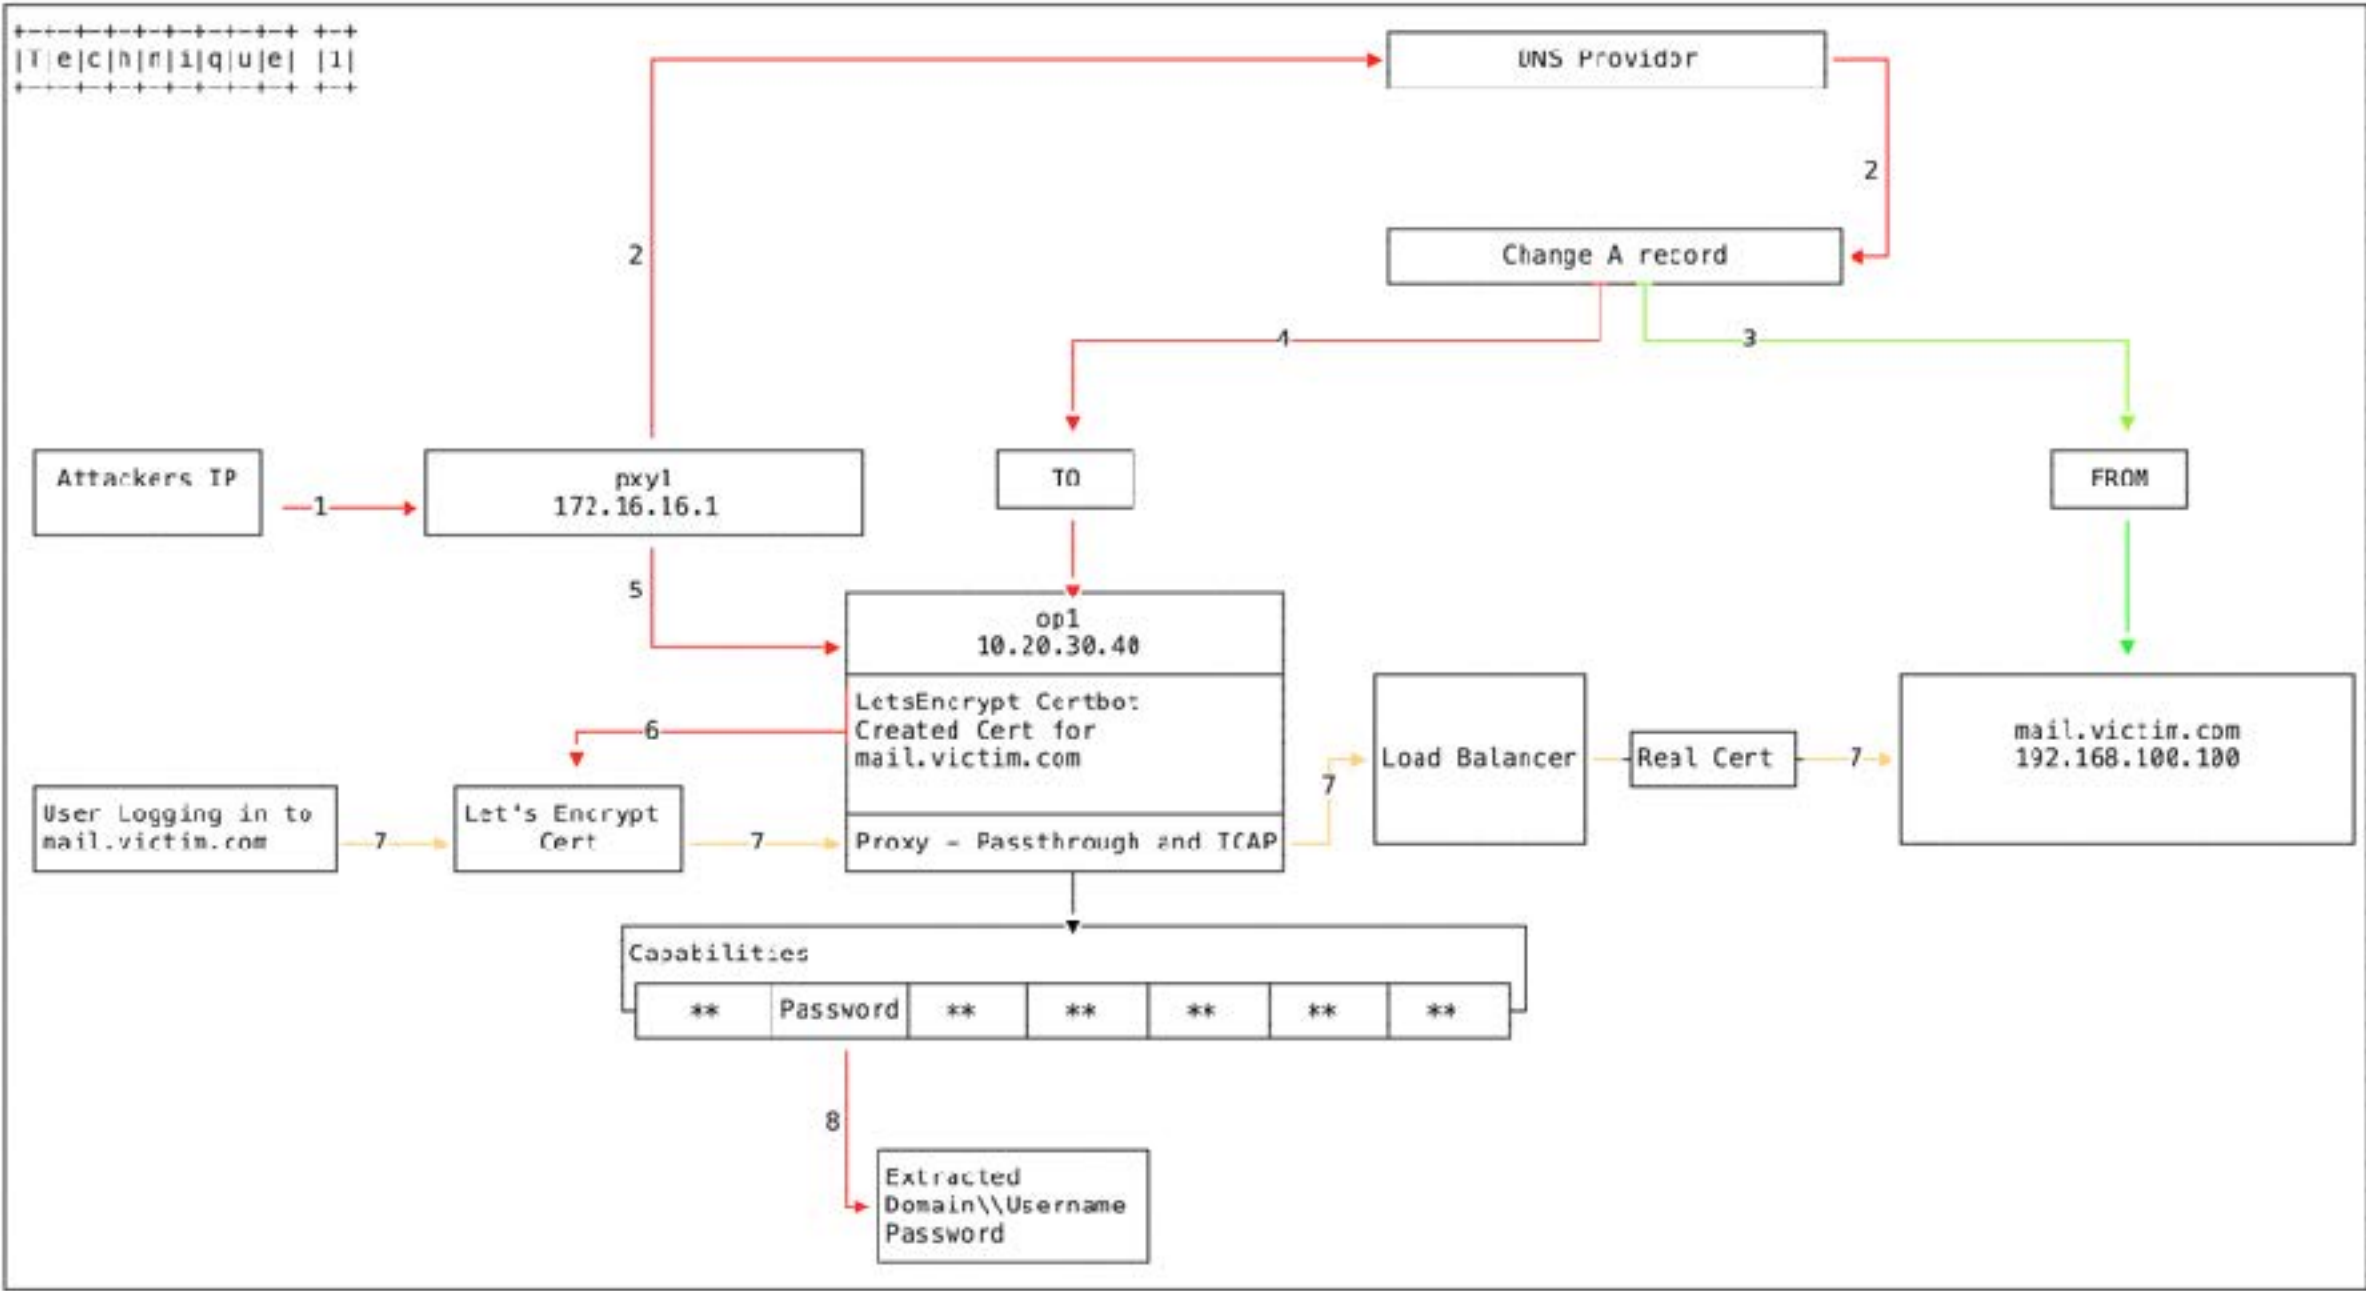 +-+-+-+-+-+-+-+-+-+ +-+
|T|e|c|h|n|i|q|u|e| |1|
+-+-+-+-+-+-+-+-+-+ +-+
DNS Provider
2
2
Change A record
4
3
Attackers IP
1
pxy1
172.16.16.1
TO
FROM
5
op1
10.20.30.40
LetsEncrypt Certbot
Created Cert for
mail.victim.com
6
Load Balancer
Real Cert
7
mail.victim.com
192.168.100.100
7
User Logging in to
mail.victim.com
7
Let's Encrypt
Cert
7
Proxy - Passthrough and ICAP
Capabilities
** Password ** ** ** ** **
8
Extracted
Domain\\Username
Password